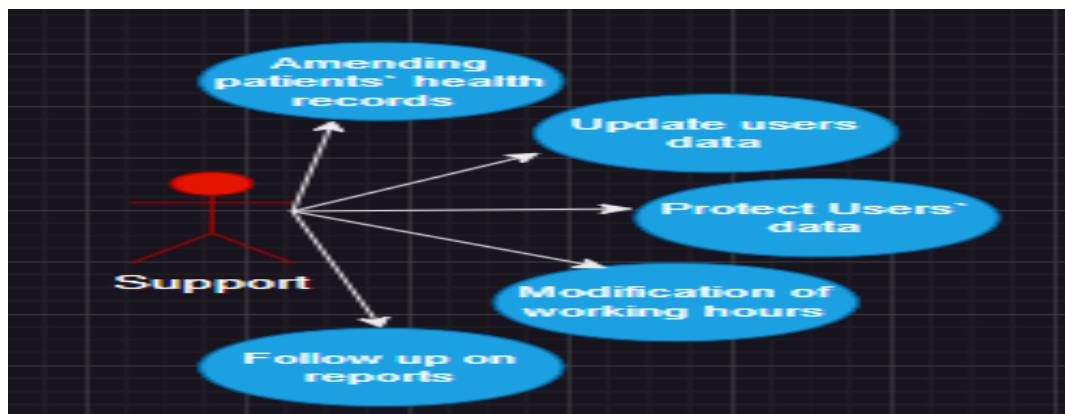 Amending
patients` health
records
Update users
data
Protect Users`
data
Support
Modification of
working hours
Follow up on
reports